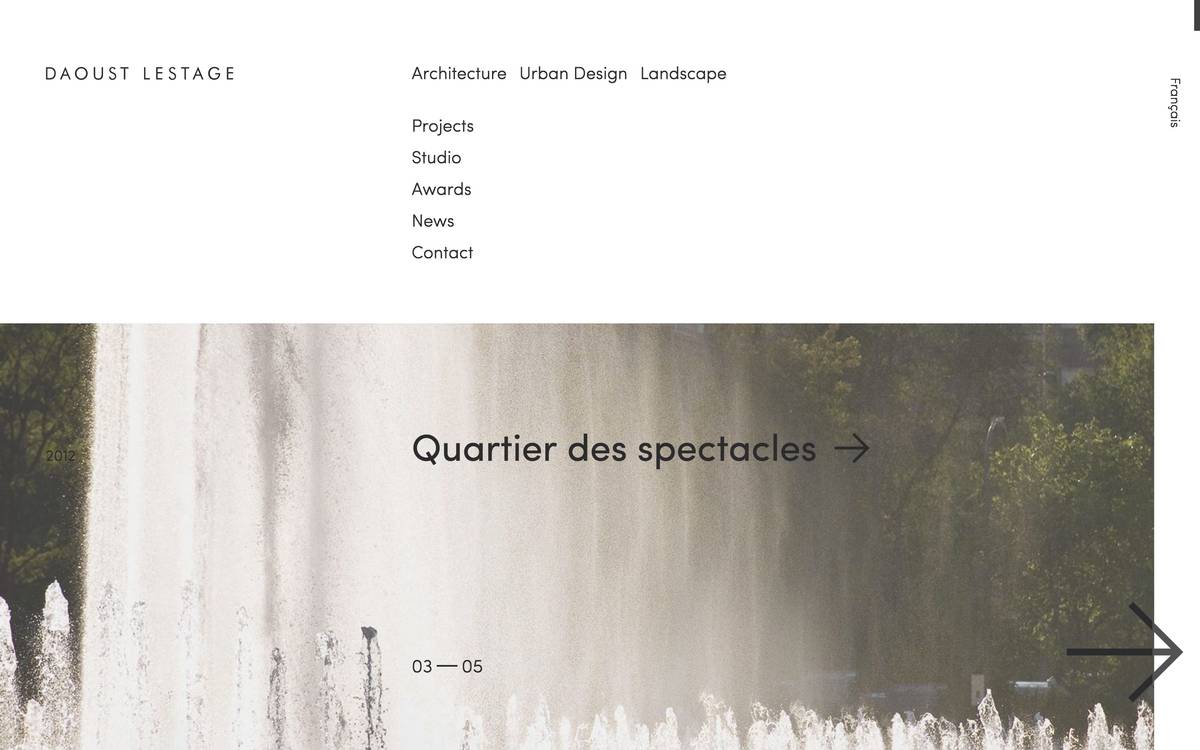 DAOUST LESTAGE
Architecture Urban Design Landscape
Français
Projects
Studio
Awards
News
Contact
2012
Quartier des spectacles →
03 — 05